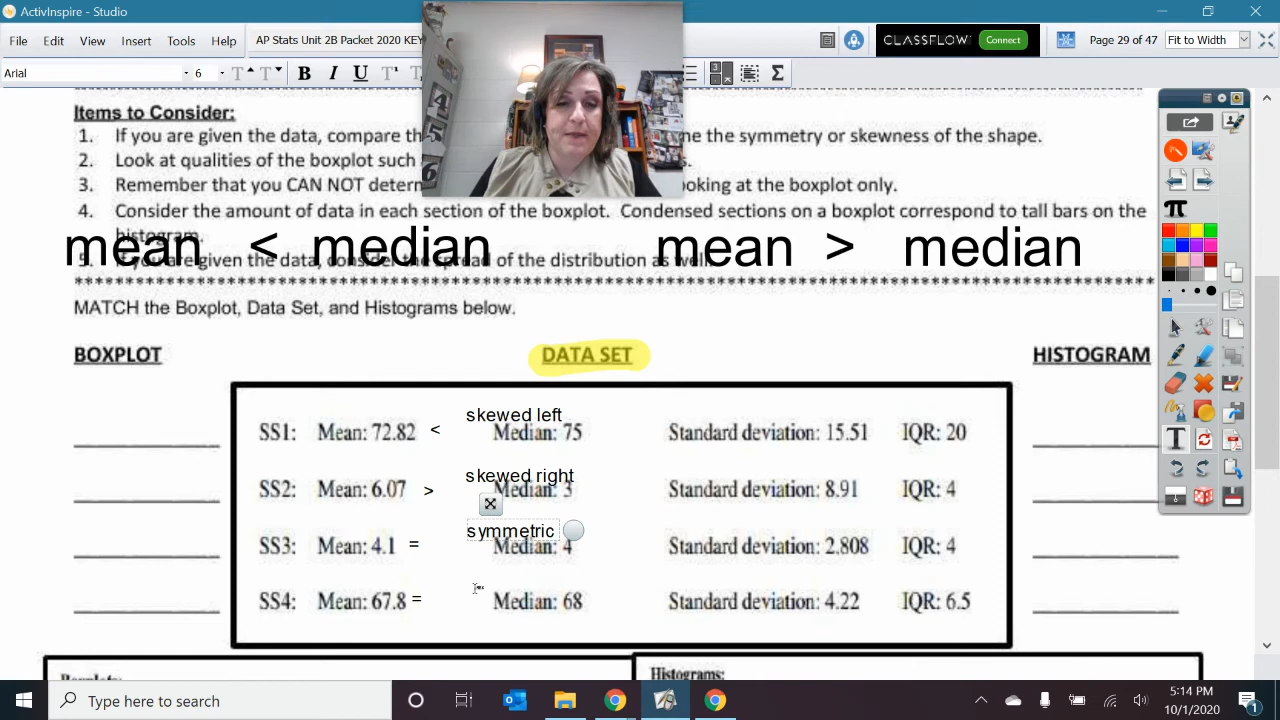 ActivInspire - Studio
File Edit View Insert Tools Help AP Stats Unit 2B Packet 2020 KEY CLASSFLOW Connect Page 29 of 47 Fit to Width
Arial 6 B I U
Items to Consider:
1. If you are given the data, compare th ne the symmetry or skewness of the shape.
2. Look at qualities of the boxplot such s.
3. Remember that you CAN NOT determ ooking at the boxplot only.
4. Consider the amount of data in each section of the boxplot. Condensed sections on a boxplot correspond to tall bars on the
histogram.
mean < median mean > median
5. If you are given the data, consider the spread of the distribution as well.
MATCH the Boxplot, Data Set, and Histograms below.
BOXPLOT DATA SET HISTOGRAM
skewed left
SS1: Mean: 72.82 < Median: 75 Standard deviation: 15.51 IQR: 20
skewed right
SS2: Mean: 6.07 > Median: 3 Standard deviation: 8.91 IQR: 4
symmetric
SS3: Mean: 4.1 = Median: 4 Standard deviation: 2.808 IQR: 4
SS4: Mean: 67.8 = Median: 68 Standard deviation: 4.22 IQR: 6.5
Histograms:
Type here to search
5:14 PM
10/1/2020